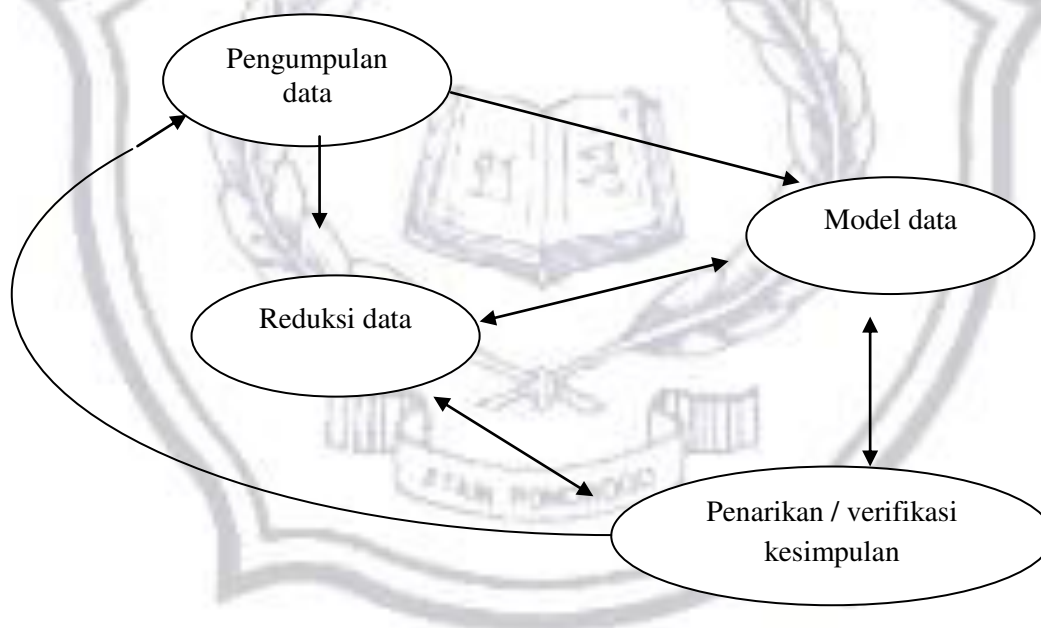 Pengumpulan
data
Model data
Reduksi data
Penarikan / verifikasi
kesimpulan